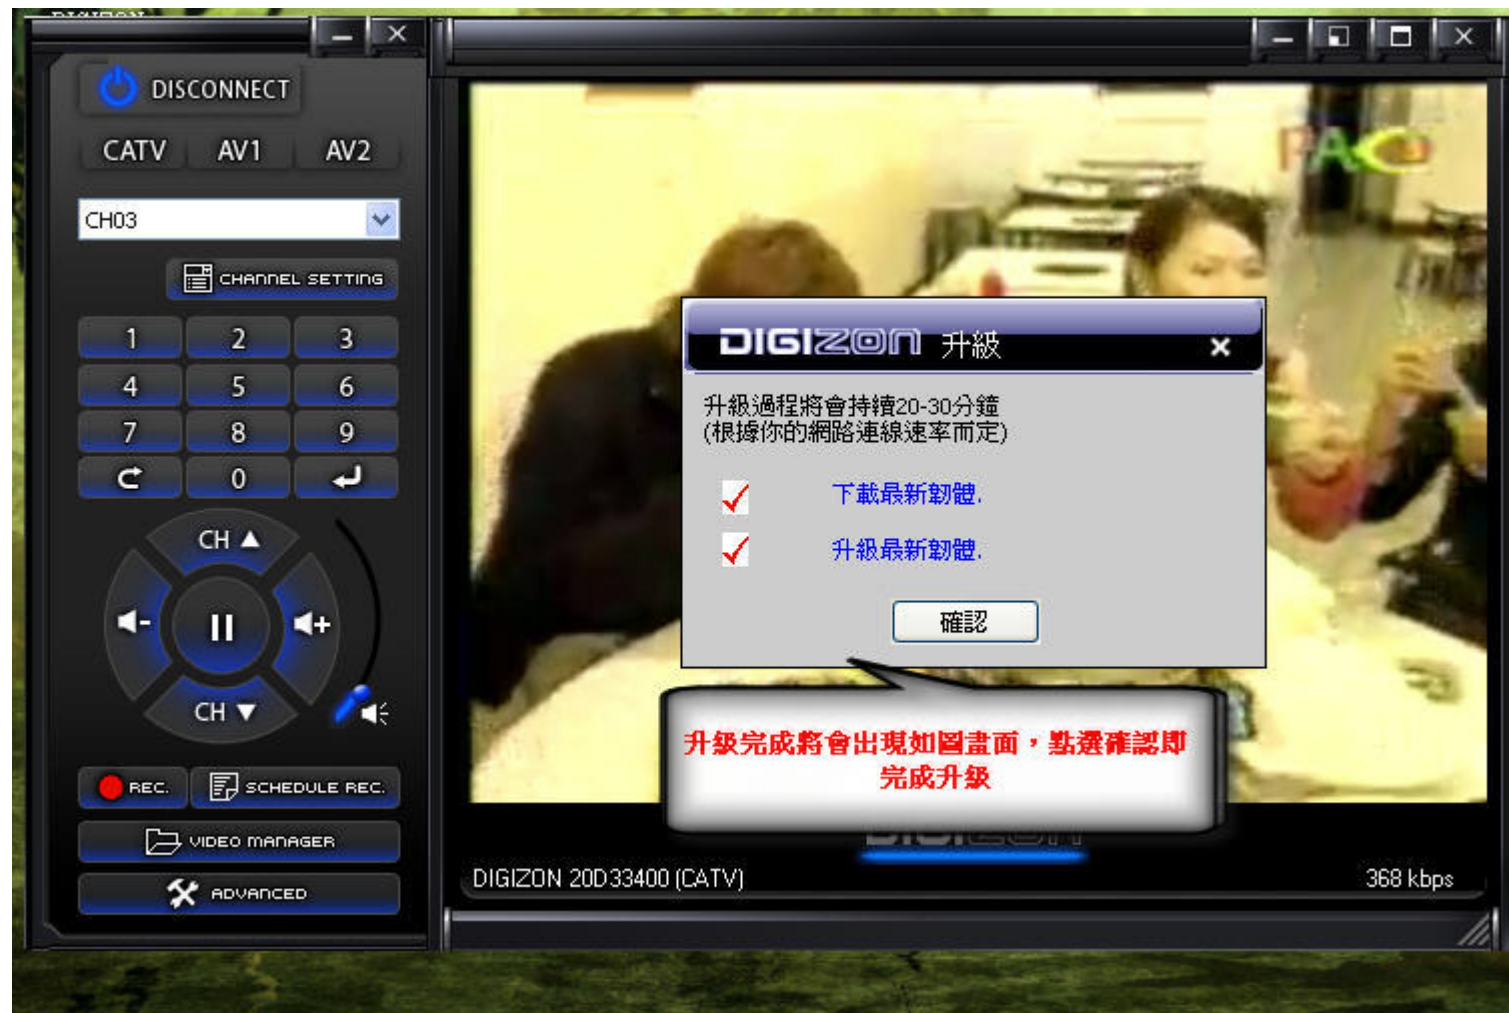 DIGIZON
DISCONNECT
CATV AV1 AV2
CH03
CHANNEL SETTING
1 2 3
4 5 6
7 8 9
0
CH ▲
- +
CH ▼
REC. SCHEDULE REC.
VIDEO MANAGER
ADVANCED
DIGIZON 升級
升級過程將會持續20-30分鐘
(根據你的網路連線速率而定)
下載最新韌體.
升級最新韌體.
確認
升級完成將會出現如圖畫面，點選確認即
完成升級
DIGIZON
DIGIZON 20D33400 (CATV) 368 kbps